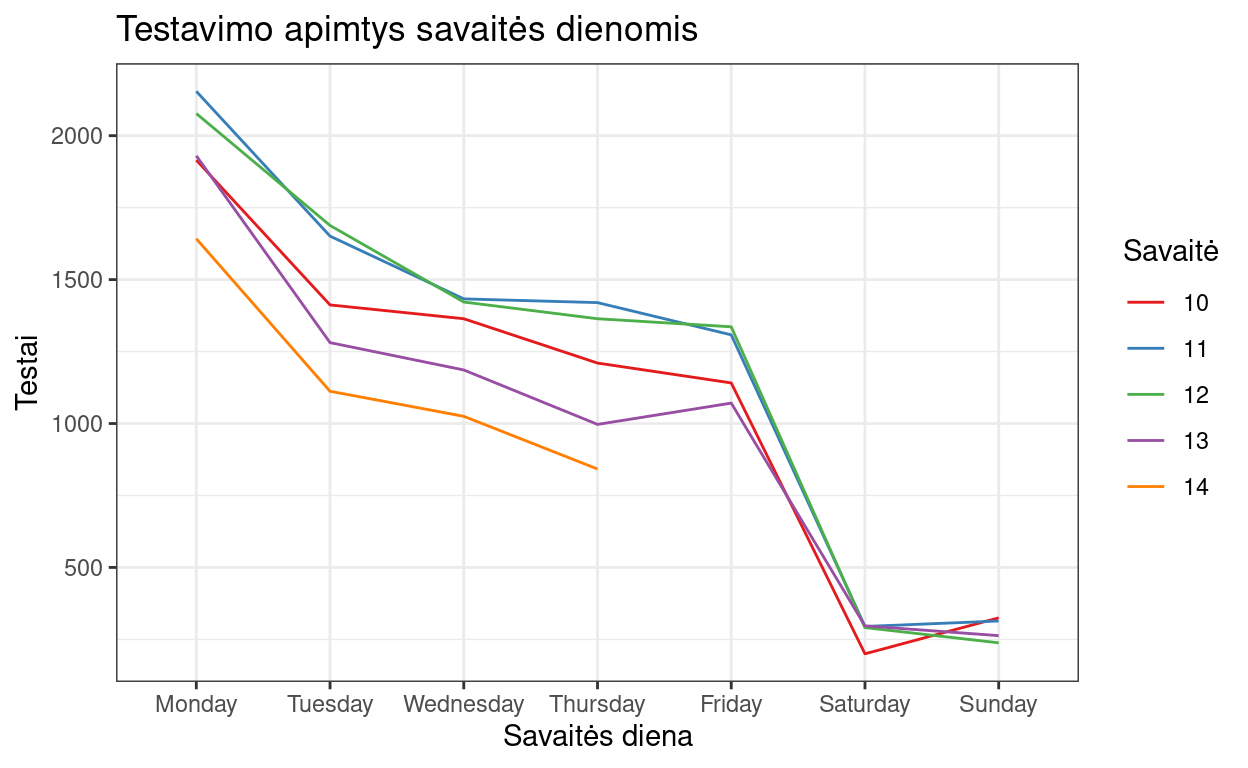 Testavimo apimtys savaitės dienomis
Testai
2000
1500
1000
500
Monday Tuesday Wednesday Thursday Friday Saturday Sunday
Savaitės diena
Savaitė
10
11
12
13
14